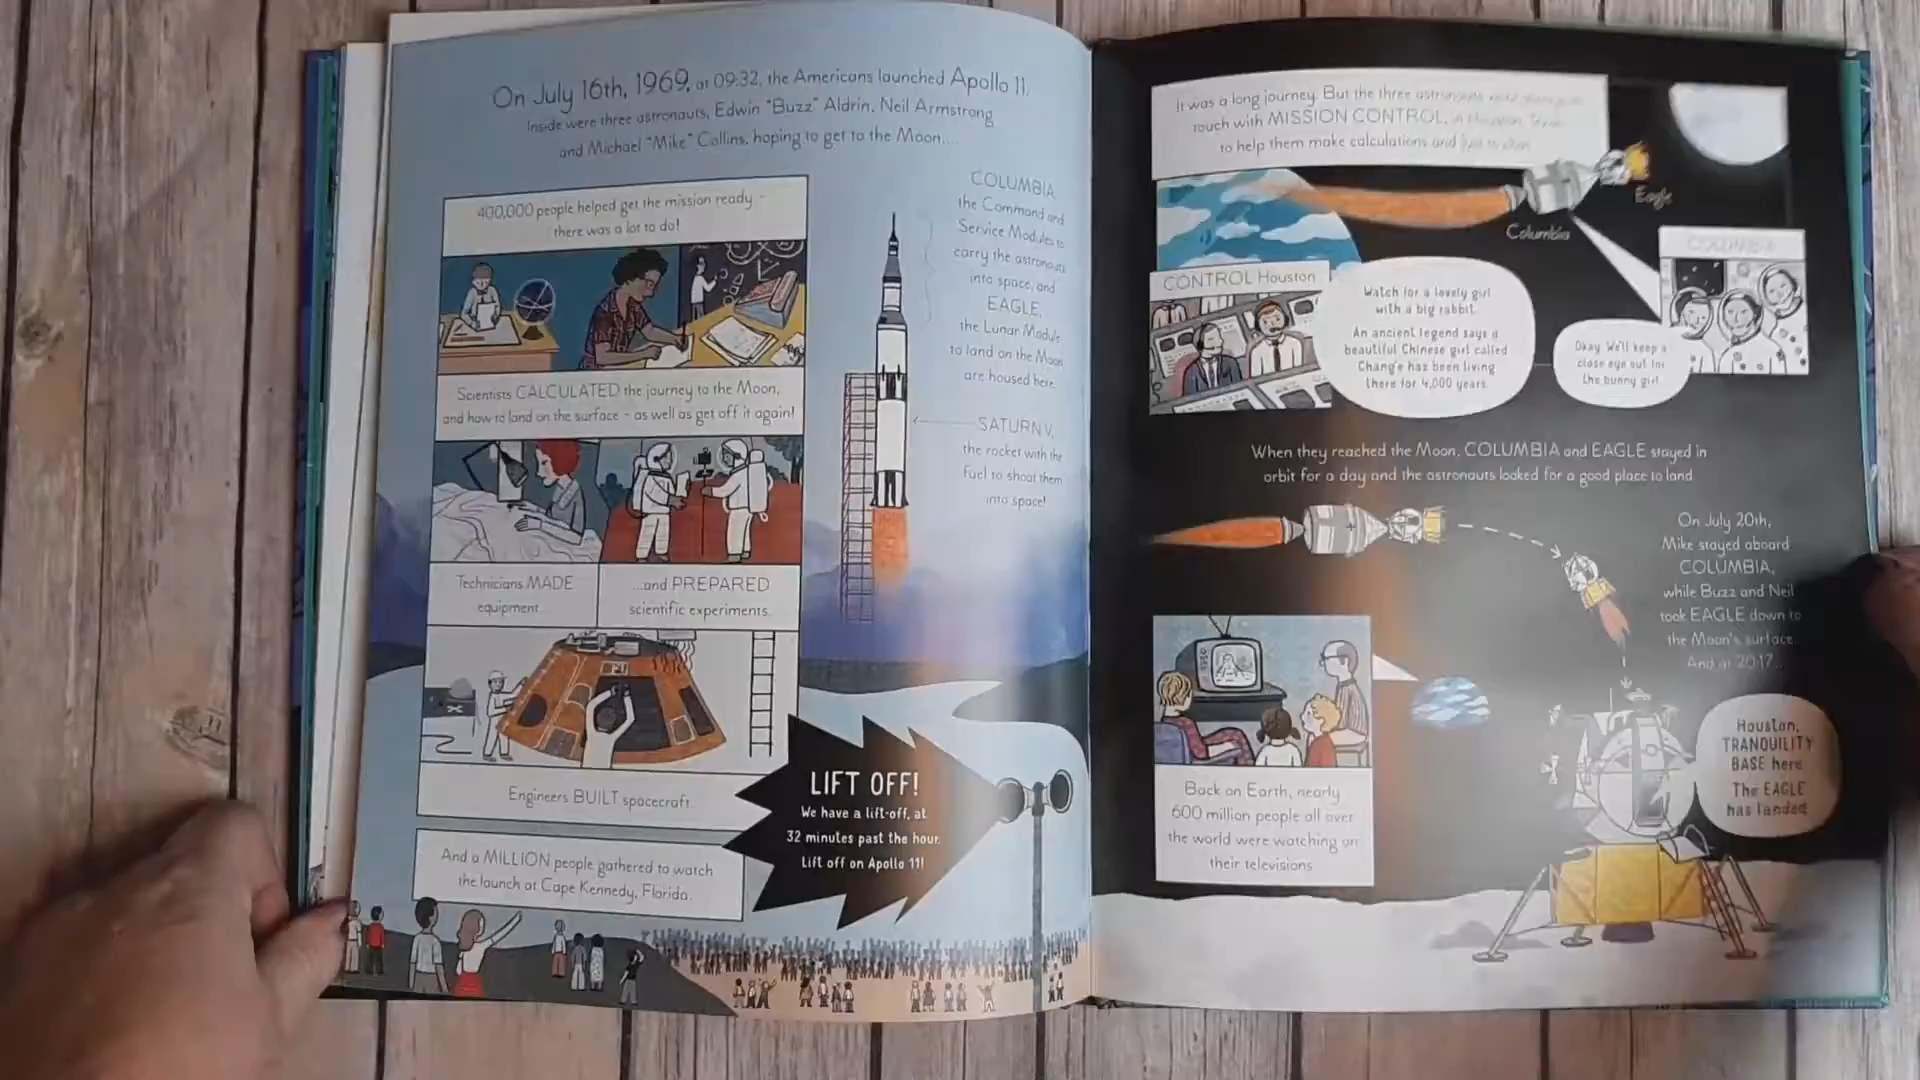 On July 16th, 1969, at 09:32, the Americans launched Apollo 11.
Inside were three astronauts, Edwin "Buzz" Aldrin, Neil Armstrong
and Michael "Mike" Collins, hoping to get to the Moon....
400,000 people helped get the mission ready –
there was a lot to do!
Scientists CALCULATED the journey to the Moon,
and how to land on the surface – as well as get off it again!
Technicians MADE
equipment...
...and PREPARED
scientific experiments.
Engineers BUILT spacecraft.
And a MILLION people gathered to watch
the launch at Cape Kennedy, Florida.
COLUMBIA,
the Command and
Service Modules to
carry the astronauts
into space, and
EAGLE,
the Lunar Module
to land on the Moon
are housed here.
SATURN V,
the rocket with the
fuel to shoot them
into space!
LIFT OFF!
We have a lift-off, at
32 minutes past the hour.
Lift off on Apollo 11!
It was a long journey. But the three astronauts
touch with MISSION CONTROL, in Houston, Texas
to help them make calculations and just to chat.
Eagle
Columbia
COLUMBIA
CONTROL Houston
Watch for a lovely girl
with a big rabbit.
An ancient legend says a
beautiful Chinese girl called
Chang'e has been living
there for 4,000 years.
Okay. We'll keep a
close eye out for
the bunny girl.
When they reached the Moon, COLUMBIA and EAGLE stayed in
orbit for a day and the astronauts looked for a good place to land.
On July 20th,
Mike stayed aboard
COLUMBIA,
while Buzz and Neil
took EAGLE down to
the Moon's surface.
And at 20:17...
Houston,
TRANQUILITY
BASE here.
The EAGLE
has landed.
Back on Earth, nearly
600 million people all over
the world were watching on
their televisions.